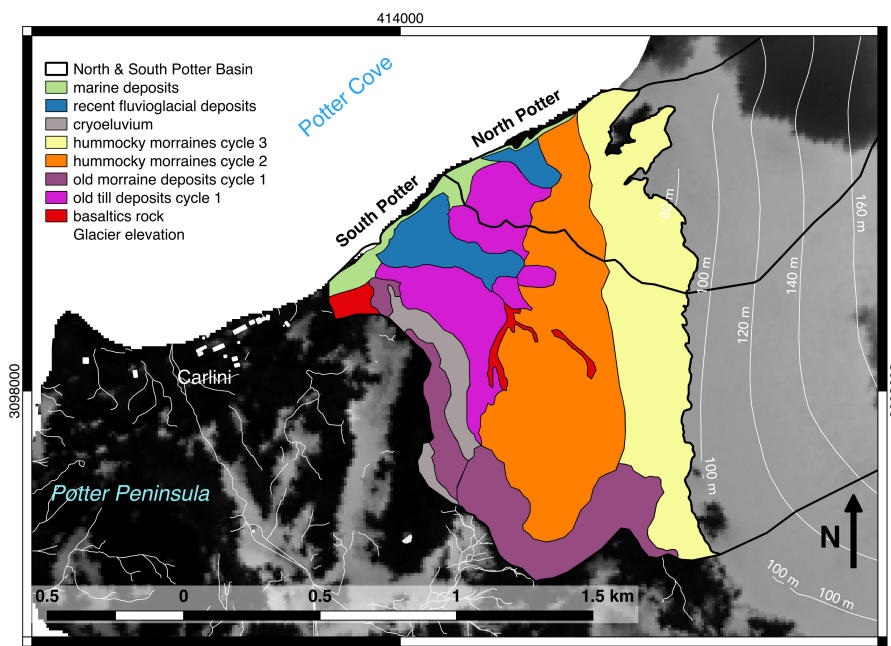 414000
North & South Potter Basin
marine deposits
recent fluvioglacial deposits
cryoeluvium
hummocky morraines cycle 3
hummocky morraines cycle 2
old morraine deposits cycle 1
old till deposits cycle 1
basaltics rock
Glacier elevation
Potter Cove
North Potter
South Potter
80 m
160 m
100 m
140 m
120 m
3098000
Carlini
100 m
Potter Peninsula
N
100 m
100 m
0.5 0 0.5 1 1.5 km